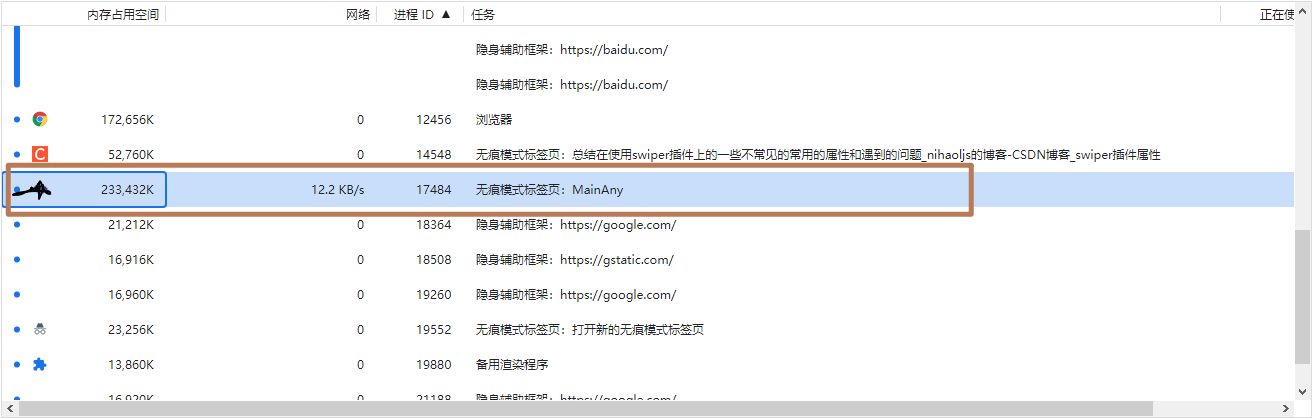 内存占用空间 网络 进程 ID ▲ 任务 正在使
隐身辅助框架：https://baidu.com/
隐身辅助框架：https://baidu.com/
172,656K 0 12456 浏览器
C 52,760K 0 14548 无痕模式标签页：总结在使用swiper插件上的一些不常见的常用的属性和遇到的问题_nihaoljs的博客-CSDN博客_swiper插件属性
233,432K 12.2 KB/s 17484 无痕模式标签页：MainAny
21,212K 0 18364 隐身辅助框架：https://google.com/
16,916K 0 18508 隐身辅助框架：https://gstatic.com/
16,960K 0 19260 隐身辅助框架：https://google.com/
23,256K 0 19552 无痕模式标签页：打开新的无痕模式标签页
13,860K 0 19880 备用渲染程序
16,920K 0 21188 隐身辅助框架：https://google.com/